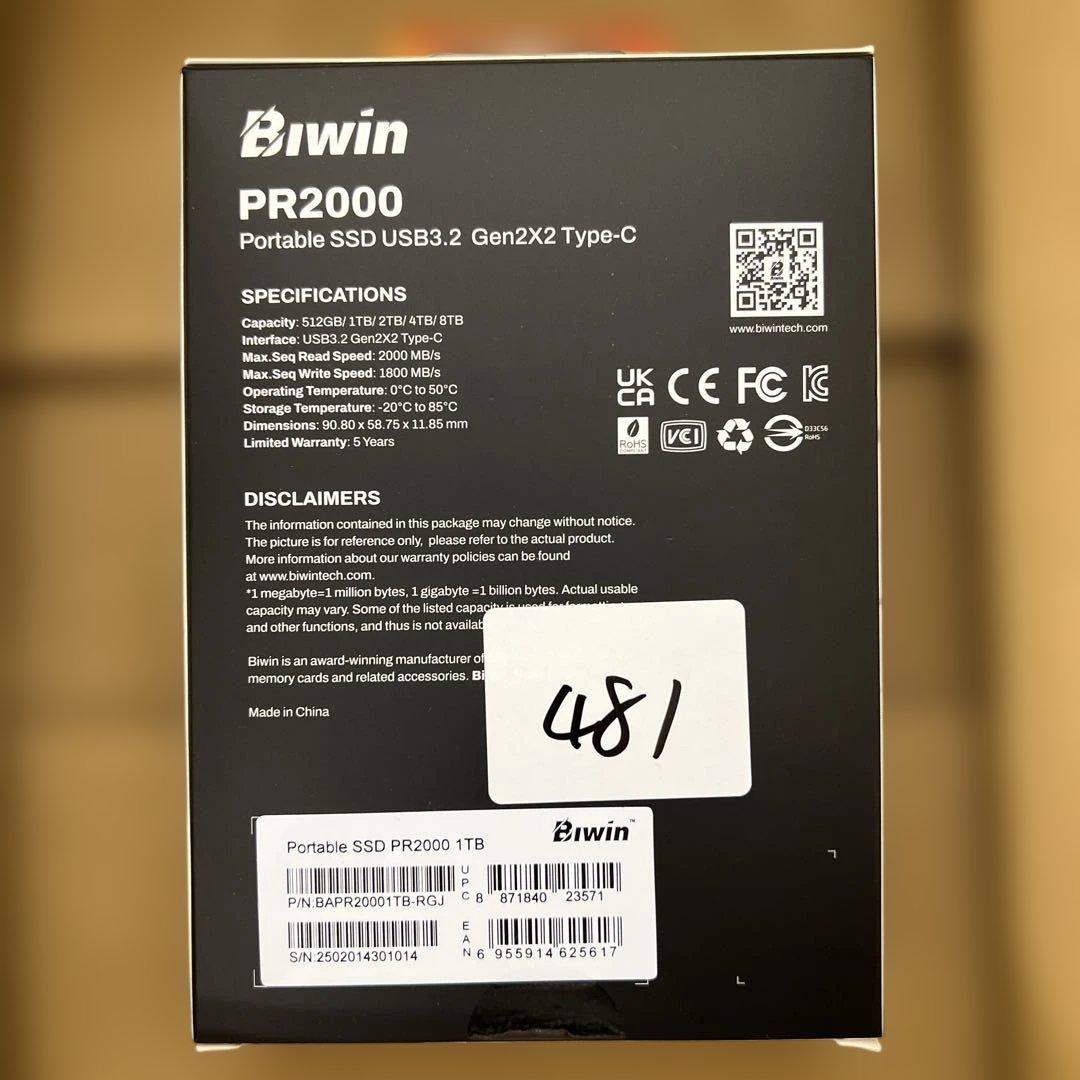 Biwin
PR2000
Portable SSD USB3.2 Gen2X2 Type-C
www.biwintech.com
SPECIFICATIONS
Capacity: 512GB/ 1TB/ 2TB/ 4TB/ 8TB
Interface: USB3.2 Gen2X2 Type-C
Max.Seq Read Speed: 2000 MB/s
Max.Seq Write Speed: 1800 MB/s
Operating Temperature: 0°C to 50°C
Storage Temperature: -20°C to 85°C
Dimensions: 90.80 x 58.75 x 11.85 mm
Limited Warranty: 5 Years
UK CA CE FC
RoHS COMPLIANT VCI D33C56 RoHS
DISCLAIMERS
The information contained in this package may change without notice.
The picture is for reference only, please refer to the actual product.
More information about our warranty policies can be found
at www.biwintech.com.
*1 megabyte=1 million bytes, 1 gigabyte =1 billion bytes. Actual usable
capacity may vary. Some of the listed capacity is used for
and other functions, and thus is not
Biwin is an award-winning manufacturer of
memory cards and related accessories.
Made in China
481
Biwin™
Portable SSD PR2000 1TB
P/N:BAPR20001TB-RGJ
UPC 8 871840 23571
S/N:2502014301014
EAN 6 955914 625617